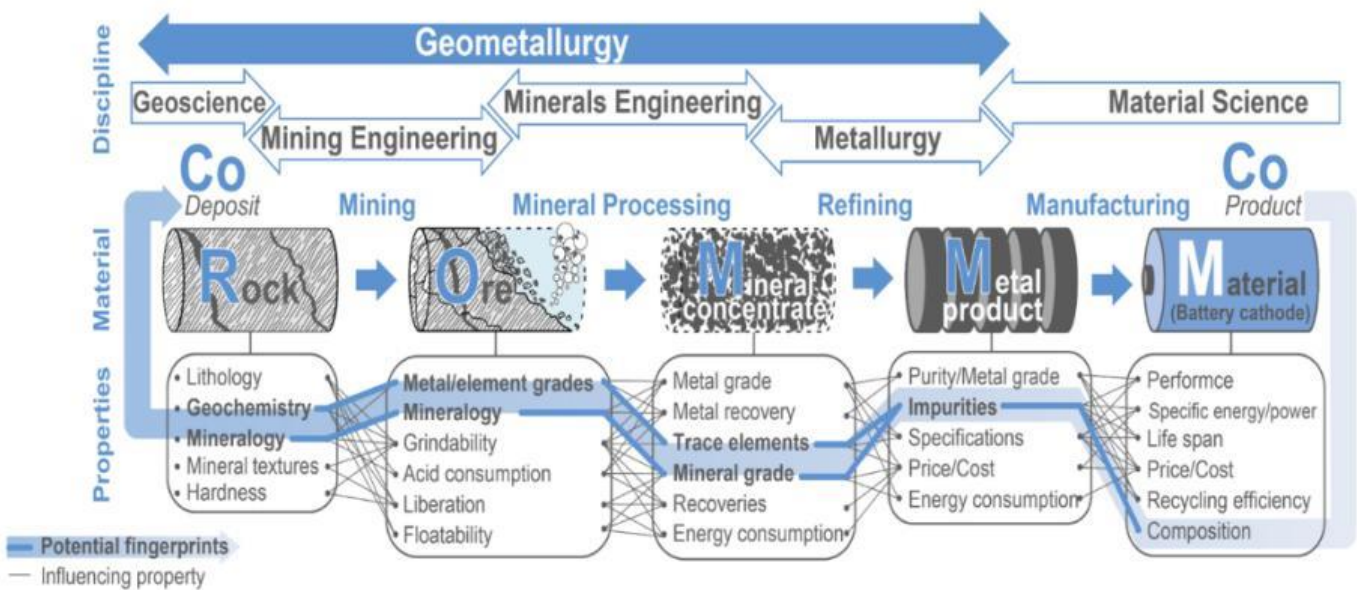 Discipline
Geometallurgy
Geoscience
Mining Engineering
Minerals Engineering
Metallurgy
Material Science
Co
Deposit
Mining
Mineral Processing
Refining
Manufacturing
Co
Product
Material
Rock
Ore
Mineral
concentrate
Metal
product
Material
(Battery cathode)
Properties
• Lithology
• Geochemistry
• Mineralogy
• Mineral textures
• Hardness
Metal/element grades
Mineralogy
Grindability
Acid consumption
Liberation
Floatability
Metal grade
Metal recovery
Trace elements
Mineral grade
Recoveries
Energy consumption
Purity/Metal grade
Impurities
Specifications
Price/Cost
Energy consumption
Performce
Specific energy/power
Life span
Price/Cost
Recycling efficiency
Composition
Potential fingerprints
Influencing property